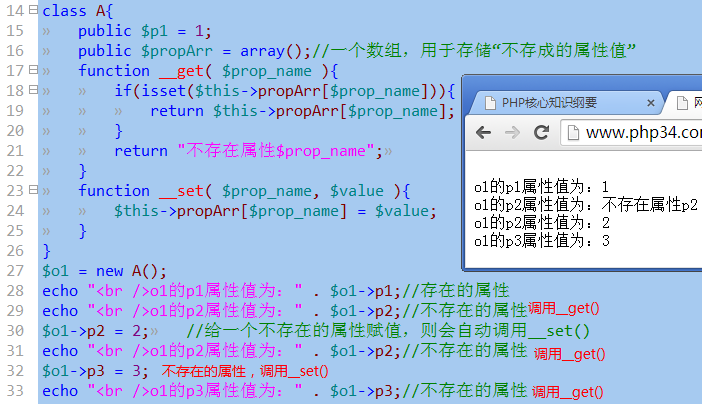 14 class A{
15 » public $p1 = 1;
16 » public $propArr = array();//一个数组，用于存储“不存成的属性值”
17 » function __get( $prop_name ){
18 » » if(isset($this->propArr[$prop_name])){
19 » » » return $this->propArr[$prop_name];
20 » » }
21 » » return "不存在属性$prop_name";»
22 » }
23 » function __set( $prop_name, $value ){
24 » » $this->propArr[$prop_name] = $value;
25 » }
26 }
27 $o1 = new A();
28 echo "<br />o1的p1属性值为：" . $o1->p1;//存在的属性
29 echo "<br />o1的p2属性值为：" . $o1->p2;//不存在的属性调用__get()
30 $o1->p2 = 2;» //给一个不存在的属性赋值，则会自动调用__set()
31 echo "<br />o1的p2属性值为：" . $o1->p2;//不存在的属性 调用__get()
32 $o1->p3 = 3; 不存在的属性，调用__set()
33 echo "<br />o1的p3属性值为：" . $o1->p3;//不存在的属性 调用__get()
PHP核心知识纲要 × 网
www.php34.co
o1的p1属性值为：1
o1的p2属性值为：不存在属性p2
o1的p2属性值为：2
o1的p3属性值为：3